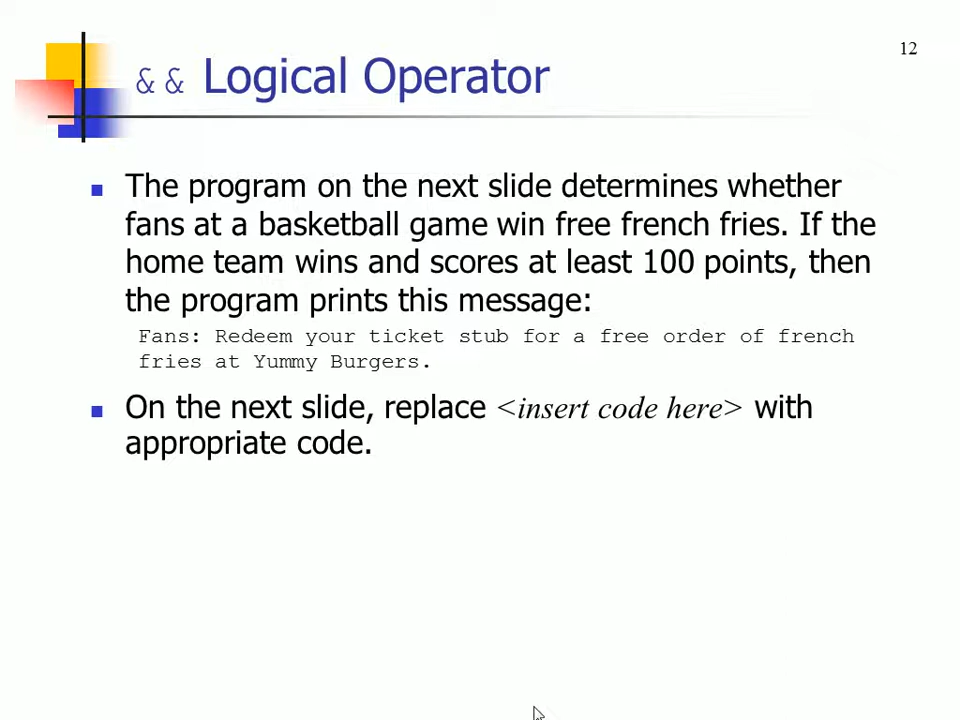 12
&& Logical Operator
The program on the next slide determines whether
fans at a basketball game win free french fries. If the
home team wins and scores at least 100 points, then
the program prints this message:
Fans: Redeem your ticket stub for a free order of french
fries at Yummy Burgers.
On the next slide, replace <insert code here> with
appropriate code.